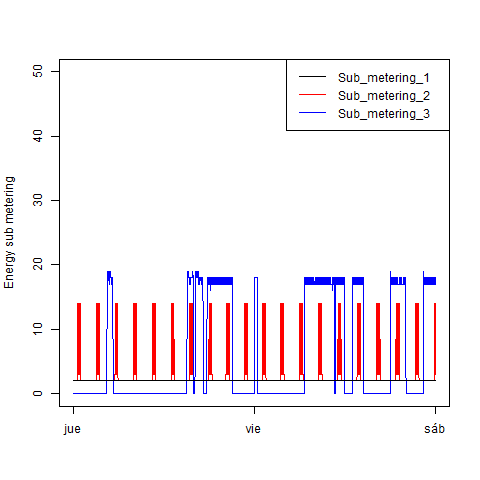 Sub_metering_1
Sub_metering_2
Sub_metering_3
Energy sub metering
50
40
30
20
10
0
jue vie sáb